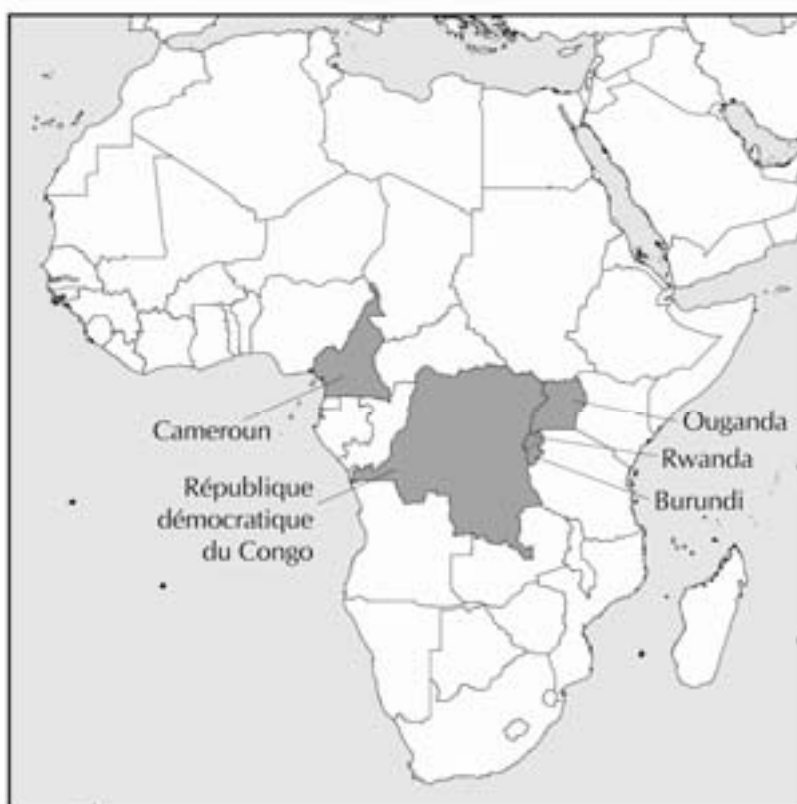 Cameroun
République
démocratique
du Congo
Ouganda
Rwanda
Burundi